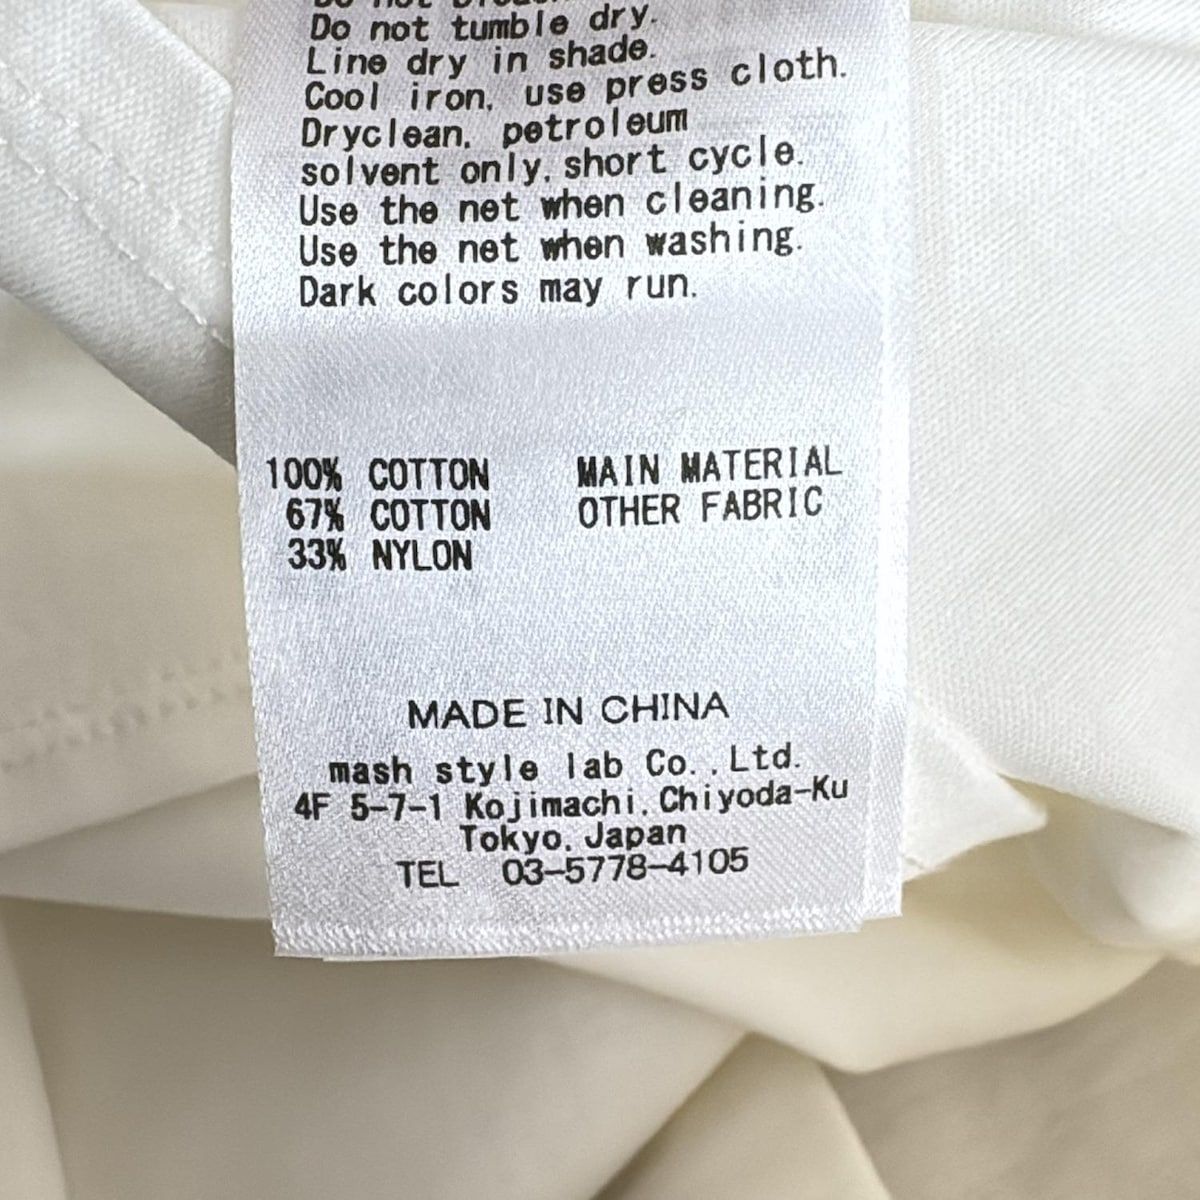 Do not bleach.
Do not tumble dry.
Line dry in shade.
Cool iron, use press cloth.
Dryclean, petroleum
solvent only, short cycle.
Use the net when cleaning.
Use the net when washing.
Dark colors may run.
100% COTTON MAIN MATERIAL
67% COTTON OTHER FABRIC
33% NYLON
MADE IN CHINA
mash style lab Co.,Ltd.
4F 5-7-1 Kojimachi,Chiyoda-Ku
Tokyo,Japan
TEL 03-5778-4105